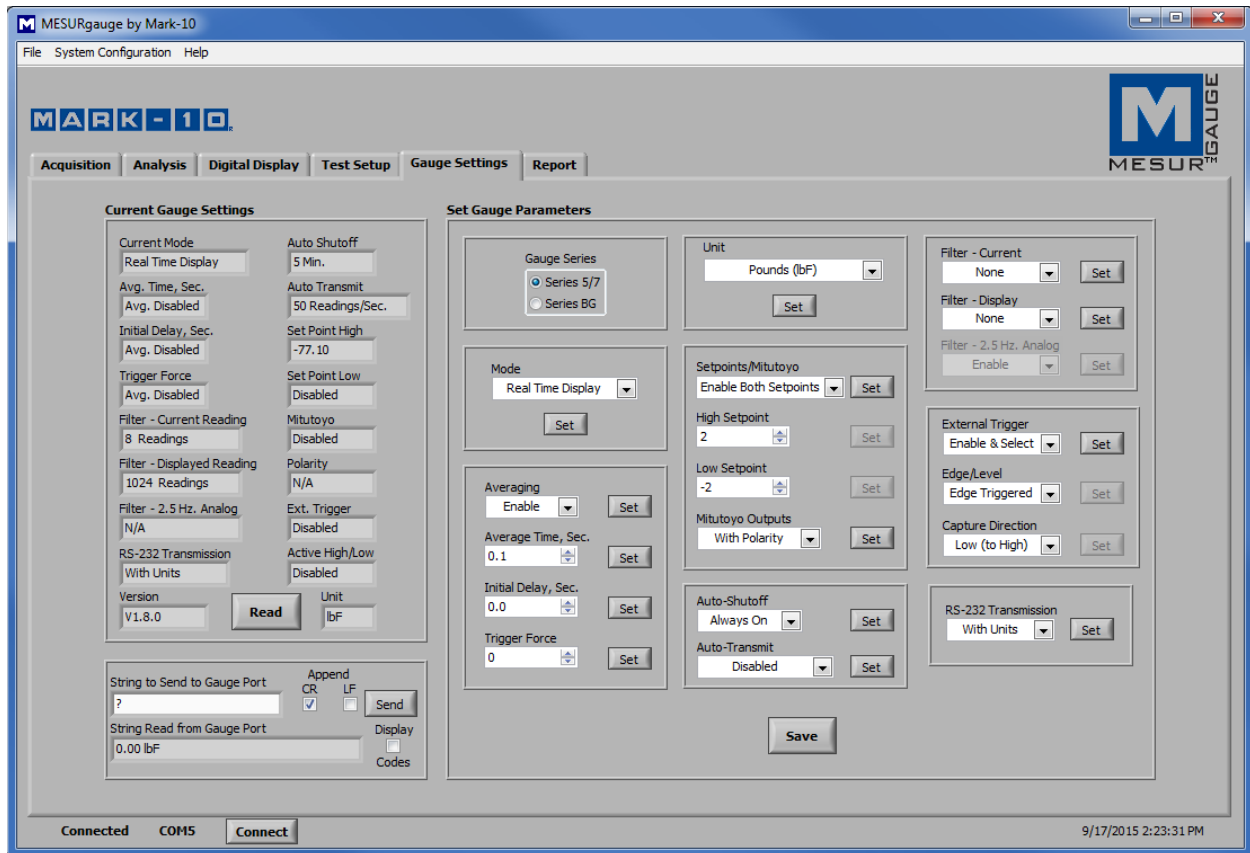 MESURgauge by Mark-10
File System Configuration Help
MARK-10
M
MESUR™
GAUGE
Acquisition Analysis Digital Display Test Setup Gauge Settings Report
Current Gauge Settings
Current Mode Auto Shutoff
Real Time Display 5 Min.
Avg. Time, Sec. Auto Transmit
Avg. Disabled 50 Readings/Sec.
Initial Delay, Sec. Set Point High
Avg. Disabled -77.10
Trigger Force Set Point Low
Avg. Disabled Disabled
Filter - Current Reading Mitutoyo
8 Readings Disabled
Filter - Displayed Reading Polarity
1024 Readings N/A
Filter - 2.5 Hz. Analog Ext. Trigger
N/A Disabled
RS-232 Transmission Active High/Low
With Units Disabled
Version Unit
V1.8.0 Read lbF
String to Send to Gauge Port Append
CR LF
? Send
String Read from Gauge Port Display
0.00 lbF
Codes
Set Gauge Parameters
Gauge Series
Series 5/7
Series BG
Mode
Real Time Display
Set
Averaging
Enable Set
Average Time, Sec.
0.1 Set
Initial Delay, Sec.
0.0 Set
Trigger Force
0 Set
Unit
Pounds (lbF)
Set
Setpoints/Mitutoyo
Enable Both Setpoints Set
High Setpoint
2 Set
Low Setpoint
-2 Set
Mitutoyo Outputs
With Polarity Set
Auto-Shutoff
Always On Set
Auto-Transmit
Disabled Set
Filter - Current
None Set
Filter - Display
None Set
Filter - 2.5 Hz. Analog
Enable Set
External Trigger
Enable & Select Set
Edge/Level
Edge Triggered Set
Capture Direction
Low (to High) Set
RS-232 Transmission
With Units Set
Save
Connected COM5 Connect 9/17/2015 2:23:31 PM